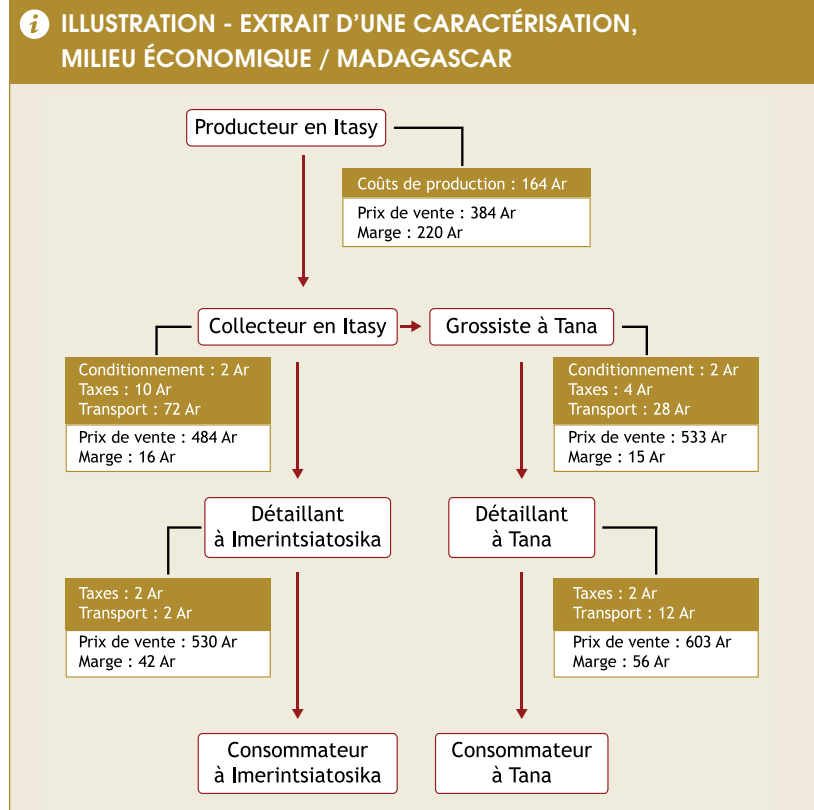 i
ILLUSTRATION - EXTRAIT D'UNE CARACTÉRISATION,
MILIEU ÉCONOMIQUE / MADAGASCAR
Producteur en Itasy
Coûts de production : 164 Ar
Prix de vente : 384 Ar
Marge : 220 Ar
Collecteur en Itasy
Grossiste à Tana
Conditionnement : 2 Ar
Taxes : 10 Ar
Transport : 72 Ar
Prix de vente : 484 Ar
Marge : 16 Ar
Conditionnement : 2 Ar
Taxes : 4 Ar
Transport : 28 Ar
Prix de vente : 533 Ar
Marge : 15 Ar
Détaillant
à Imerintsiatosika
Détaillant
à Tana
Taxes : 2 Ar
Transport : 2 Ar
Prix de vente : 530 Ar
Marge : 42 Ar
Taxes : 2 Ar
Transport : 12 Ar
Prix de vente : 603 Ar
Marge : 56 Ar
Consommateur
à Imerintsiatosika
Consommateur
à Tana